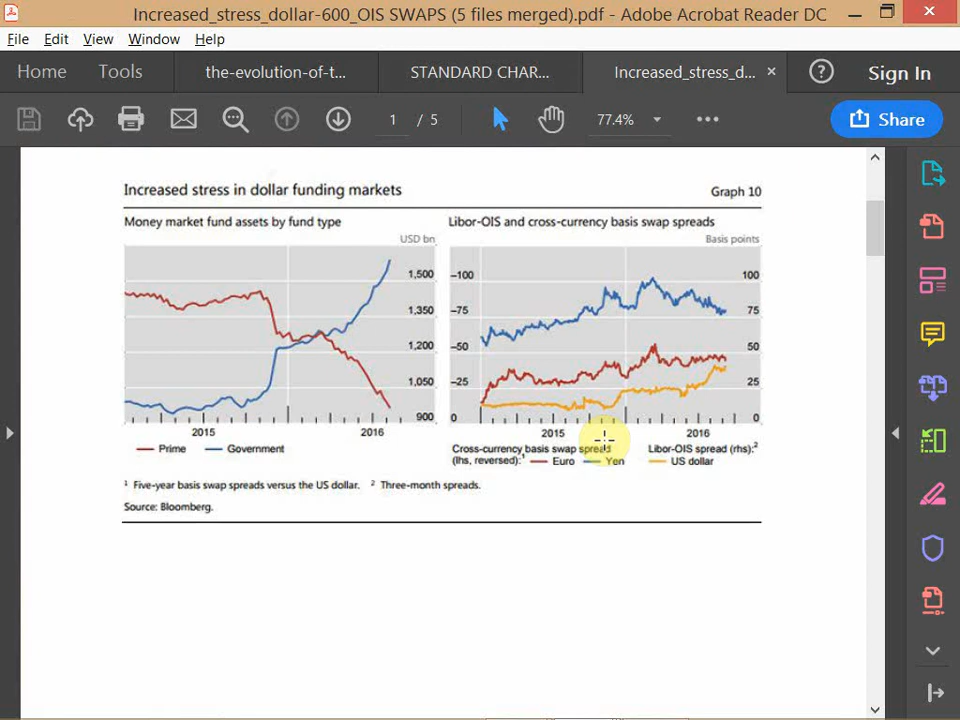 Increased_stress_dollar-600_OIS SWAPS (5 files merged).pdf - Adobe Acrobat Reader DC
File Edit View Window Help
Home Tools the-evolution-of-t... STANDARD CHAR... Increased_stress_d... × ? Sign In
1 / 5 77.4% Share
Increased stress in dollar funding markets Graph 10
Money market fund assets by fund type Libor-OIS and cross-currency basis swap spreads
USD bn Basis points
1,500 –100 100
1,350 –75 75
1,200 –50 50
1,050 –25 25
900 0 0
2015 2016 2015 2016
Prime Government Cross-currency basis swap spread Libor-OIS spread (rhs):²
(lhs, reversed):¹ Euro Yen US dollar
¹ Five-year basis swap spreads versus the US dollar. ² Three-month spreads.
Source: Bloomberg.